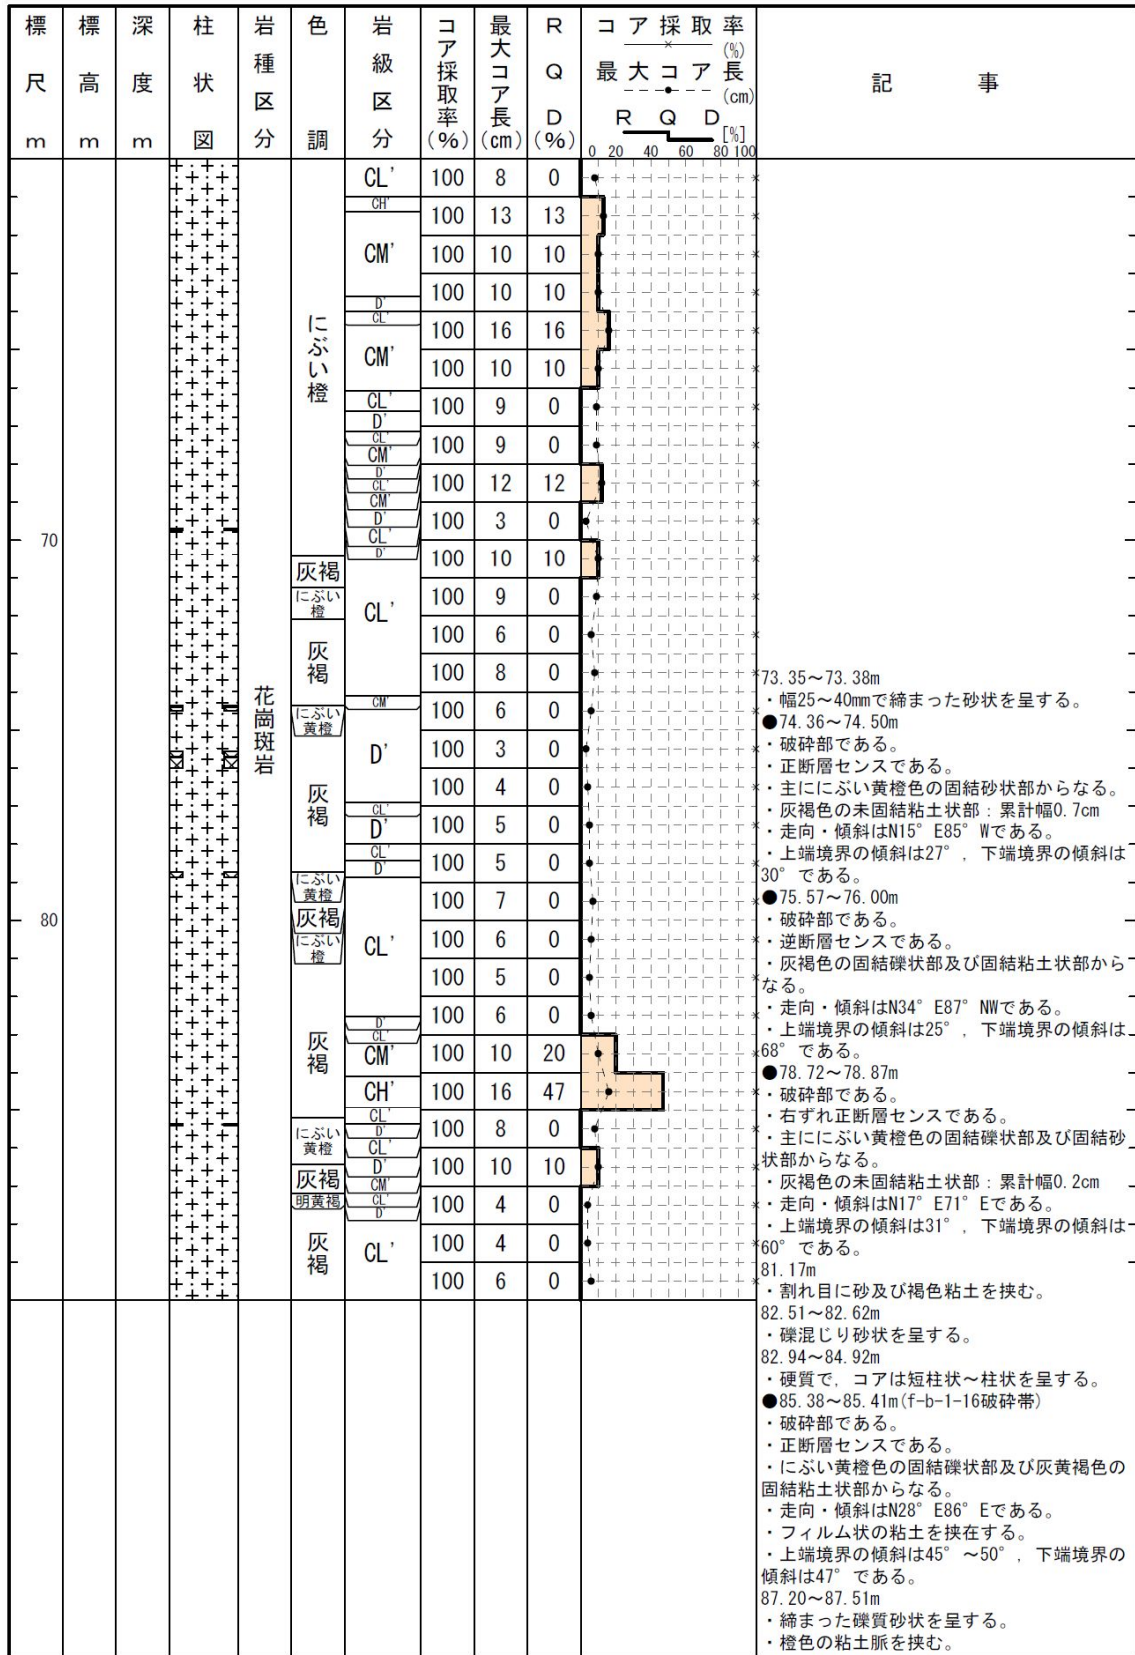 標尺m
標高m
深度m
柱状図
岩種区分
色調
岩級区分
コア採取率(%)
最大コア長(cm)
RQD(%)
コア採取率
(%)
最大コア長
(cm)
RQD
[%]
0 20 40 60 80 100
記事
CL' 100 8 0
CH'
100 13 13
CM' 100 10 10
100 10 10
D'
CL'
100 16 16
CM' 100 10 10
にぶい橙
CL' 100 9 0
D'
CL'
100 9 0
CM'
D'
CL'
100 12 12
CM'
D' 100 3 0
70
CL'
D'
100 10 10
灰褐
にぶい橙
CL' 100 9 0
100 6 0
灰褐
100 8 0
CM'
100 6 0
にぶい黄橙
花崗斑岩
D' 100 3 0
100 4 0
灰褐
CL'
D' 100 5 0
CL'
D'
100 5 0
にぶい黄橙
100 7 0
80
灰褐
にぶい橙
CL' 100 6 0
100 5 0
100 6 0
灰褐
D'
CL'
CM' 100 10 20
CH' 100 16 47
CL'
D'
100 8 0
にぶい黄橙
CL'
D' 100 10 10
灰褐
CM'
明黄褐
CL'
D'
100 4 0
灰褐
CL' 100 4 0
100 6 0
73.35～73.38m
・幅25～40mmで締まった砂状を呈する。
●74.36～74.50m
・破砕部である。
・正断層センスである。
・主ににぶい黄橙色の固結砂状部からなる。
・灰褐色の未固結粘土状部：累計幅0.7cm
・走向・傾斜はN15°E85°Wである。
・上端境界の傾斜は27°，下端境界の傾斜は
30°である。
●75.57～76.00m
・破砕部である。
・逆断層センスである。
・灰褐色の固結礫状部及び固結粘土状部から
なる。
・走向・傾斜はN34°E87°NWである。
・上端境界の傾斜は25°，下端境界の傾斜は
68°である。
●78.72～78.87m
・破砕部である。
・右ずれ正断層センスである。
・主ににぶい黄橙色の固結礫状部及び固結砂
状部からなる。
・灰褐色の未固結粘土状部：累計幅0.2cm
・走向・傾斜はN17°E71°Eである。
・上端境界の傾斜は31°，下端境界の傾斜は
60°である。
81.17m
・割れ目に砂及び褐色粘土を挟む。
82.51～82.62m
・礫混じり砂状を呈する。
82.94～84.92m
・硬質で，コアは短柱状～柱状を呈する。
●85.38～85.41m(f-b-1-16破砕帯)
・破砕部である。
・正断層センスである。
・にぶい黄橙色の固結礫状部及び灰黄褐色の
固結粘土状部からなる。
・走向・傾斜はN28°E86°Eである。
・フィルム状の粘土を挟在する。
・上端境界の傾斜は45°～50°，下端境界の
傾斜は47°である。
87.20～87.51m
・締まった礫質砂状を呈する。
・橙色の粘土脈を挟む。